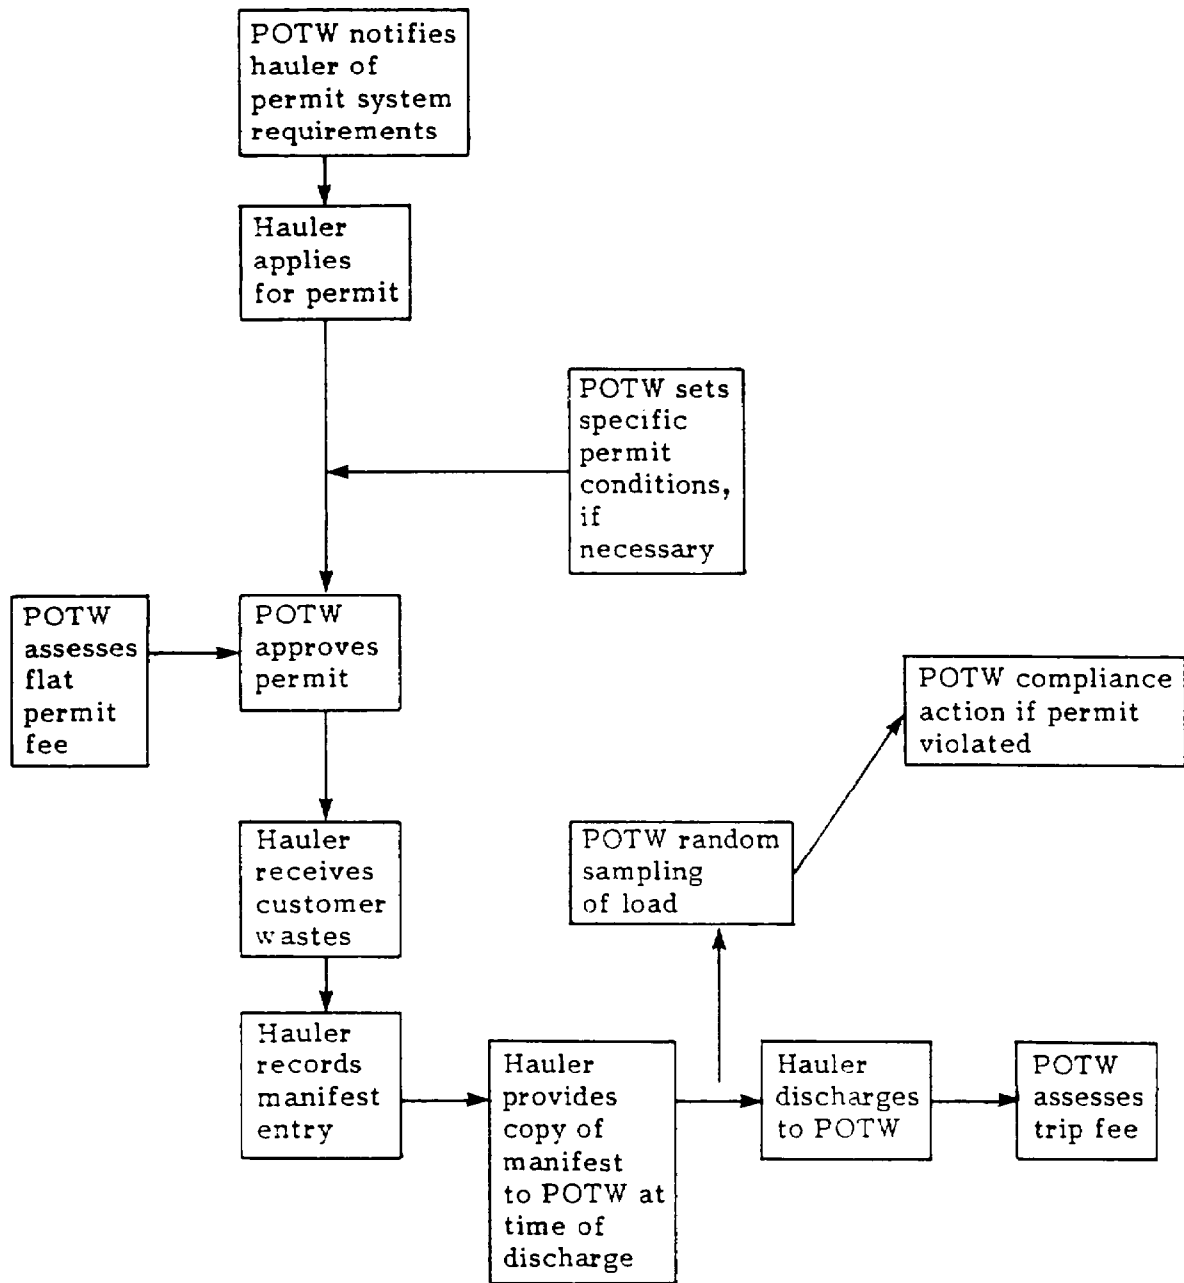 POTW notifies
hauler of
permit system
requirements
Hauler
applies
for permit
POTW sets
specific
permit
conditions,
if
necessary
POTW
assesses
flat
permit
fee
POTW
approves
permit
POTW compliance
action if permit
violated
Hauler
receives
customer
wastes
POTW random
sampling
of load
Hauler
records
manifest
entry
Hauler
provides
copy of
manifest
to POTW at
time of
discharge
Hauler
discharges
to POTW
POTW
assesses
trip fee